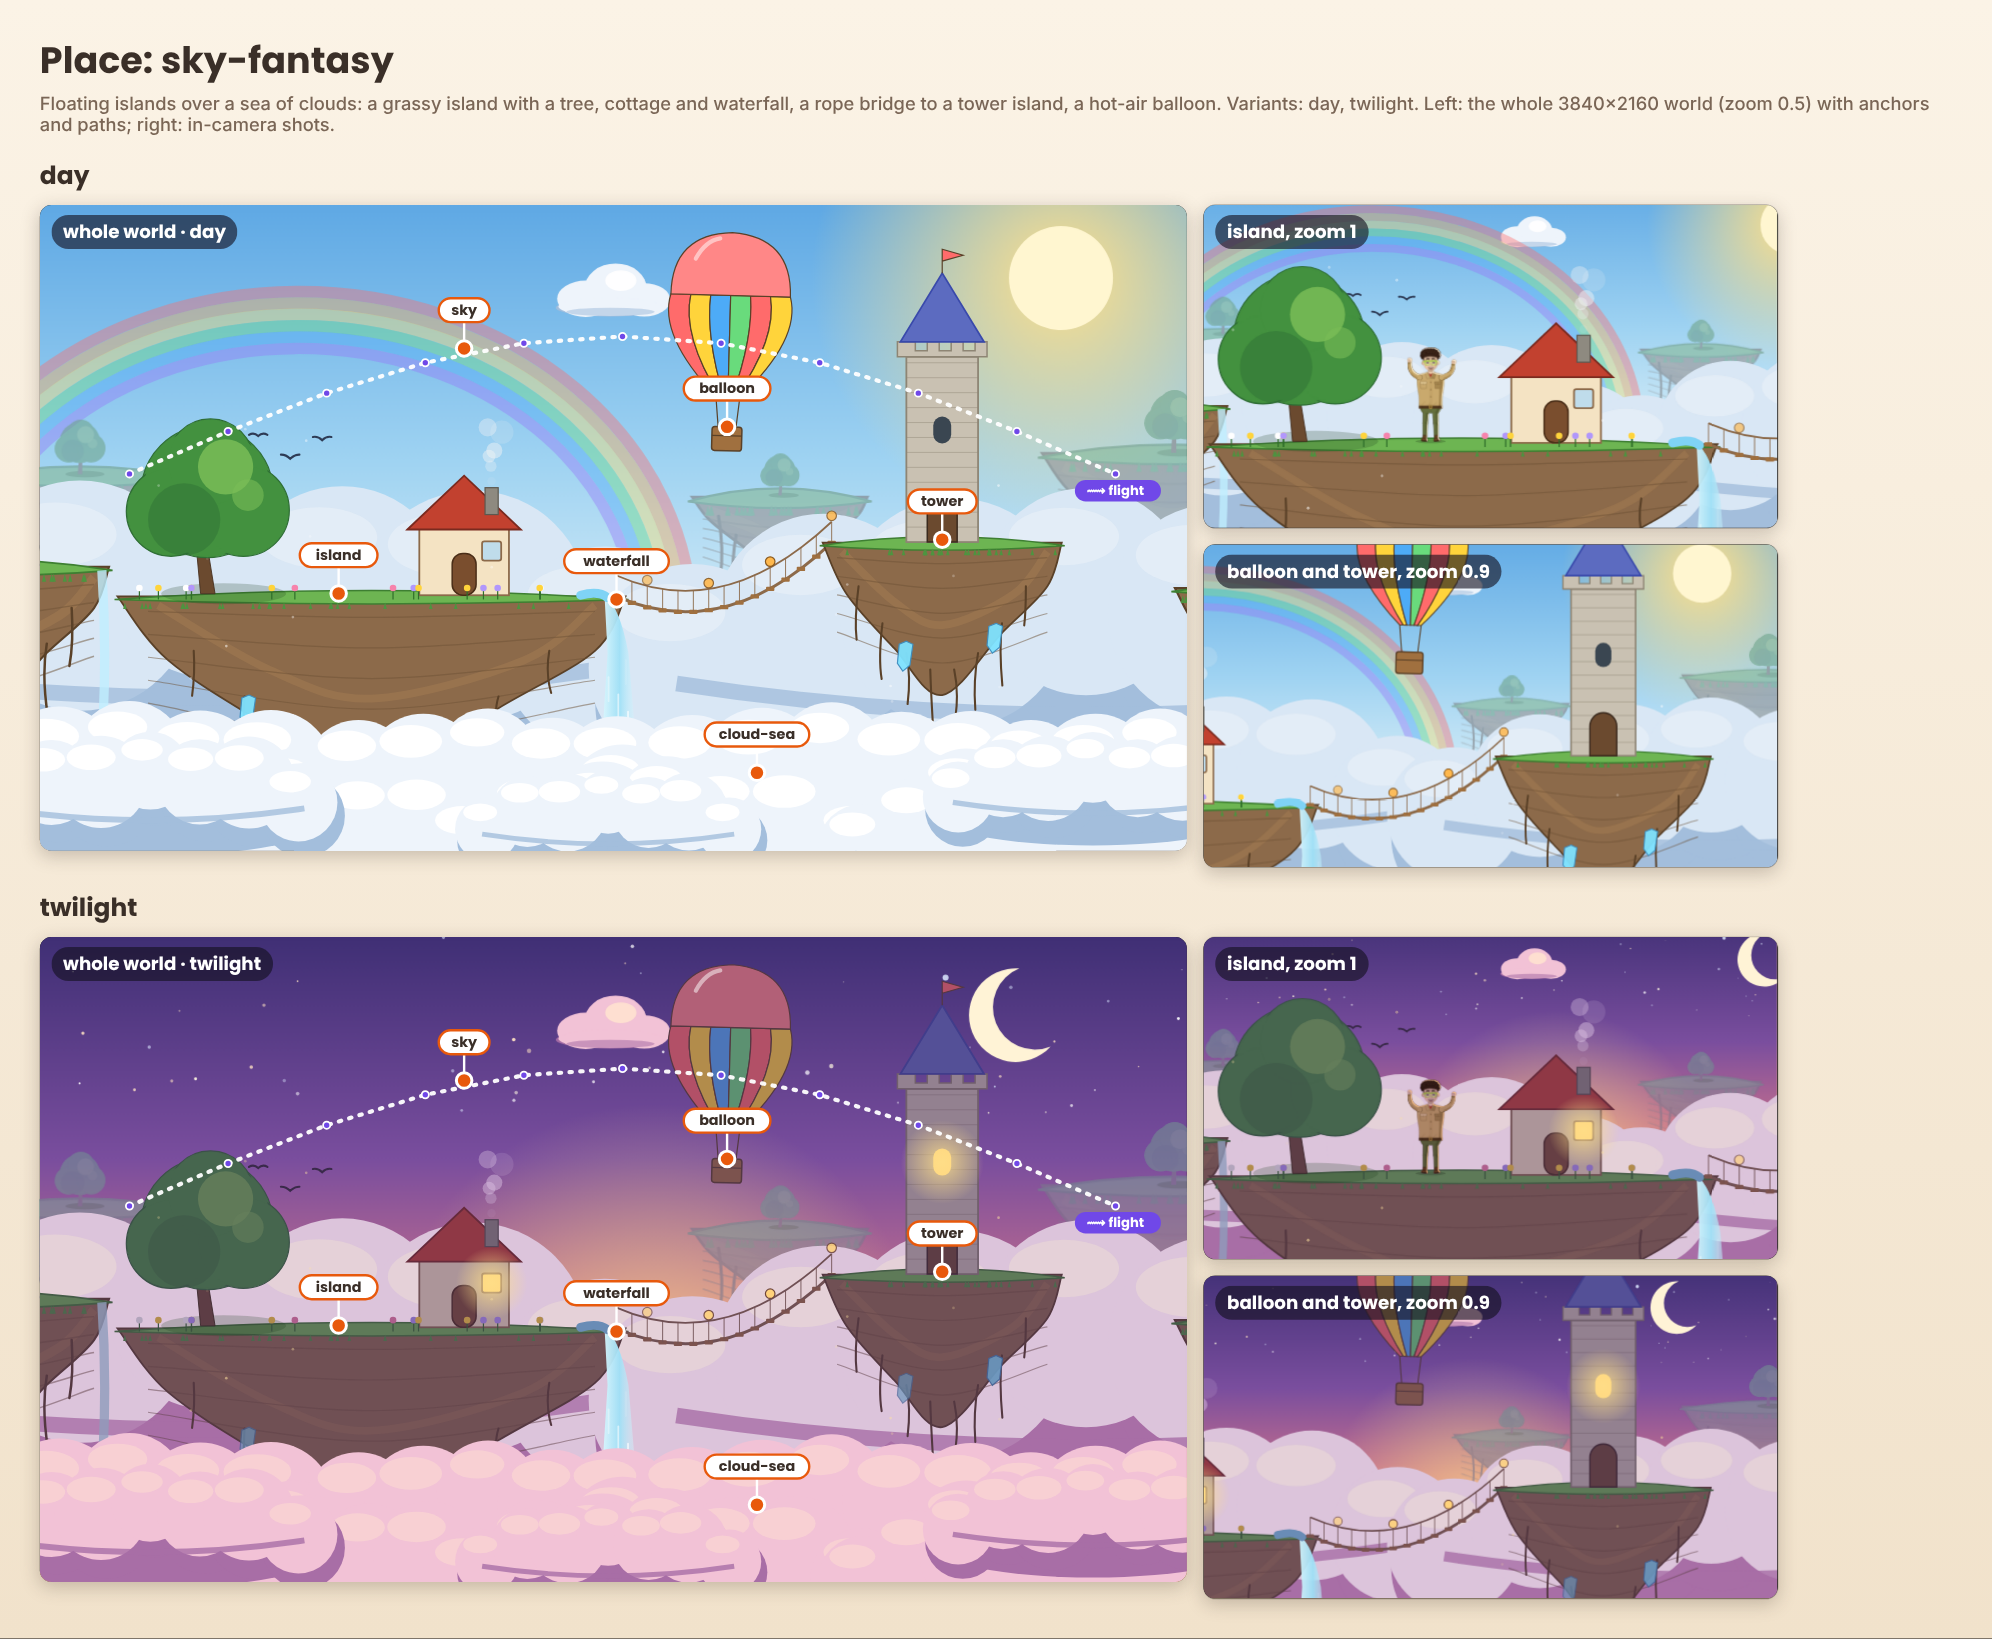 Place: sky-fantasy
Floating islands over a sea of clouds: a grassy island with a tree, cottage and waterfall, a rope bridge to a tower island, a hot-air balloon. Variants: day, twilight. Left: the whole 3840×2160 world (zoom 0.5) with anchors
and paths; right: in-camera shots.
day
whole world · day
sky
balloon
tower
flight
island
waterfall
cloud-sea
island, zoom 1
balloon and tower, zoom 0.9
twilight
whole world · twilight
sky
balloon
tower
flight
island
waterfall
cloud-sea
island, zoom 1
balloon and tower, zoom 0.9